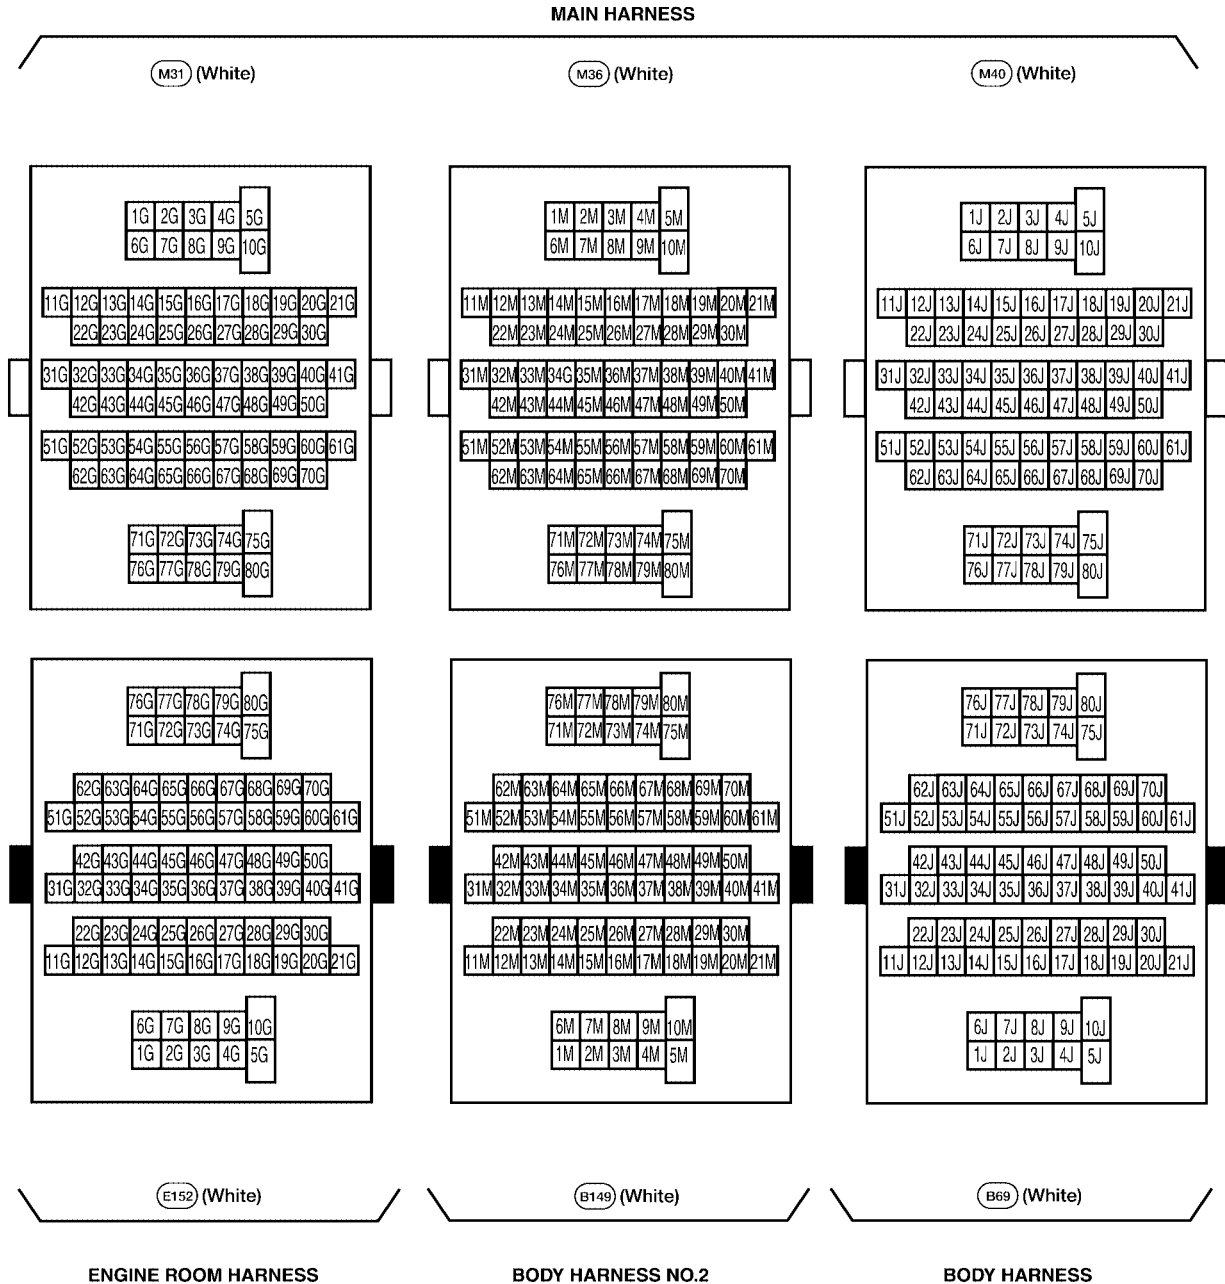 MAIN HARNESS
M31 (White)
M36 (White)
M40 (White)
1G 2G 3G 4G 5G
6G 7G 8G 9G 10G
11G 12G 13G 14G 15G 16G 17G 18G 19G 20G 21G
22G 23G 24G 25G 26G 27G 28G 29G 30G
31G 32G 33G 34G 35G 36G 37G 38G 39G 40G 41G
42G 43G 44G 45G 46G 47G 48G 49G 50G
51G 52G 53G 54G 55G 56G 57G 58G 59G 60G 61G
62G 63G 64G 65G 66G 67G 68G 69G 70G
71G 72G 73G 74G 75G
76G 77G 78G 79G 80G
1M 2M 3M 4M 5M
6M 7M 8M 9M 10M
11M 12M 13M 14M 15M 16M 17M 18M 19M 20M 21M
22M 23M 24M 25M 26M 27M 28M 29M 30M
31M 32M 33M 34G 35M 36M 37M 38M 39M 40M 41M
42M 43M 44M 45M 46M 47M 48M 49M 50M
51M 52M 53M 54M 55M 56M 57M 58M 59M 60M 61M
62M 63M 64M 65M 66M 67M 68M 69M 70M
71M 72M 73M 74M 75M
76M 77M 78M 79M 80M
1J 2J 3J 4J 5J
6J 7J 8J 9J 10J
11J 12J 13J 14J 15J 16J 17J 18J 19J 20J 21J
22J 23J 24J 25J 26J 27J 28J 29J 30J
31J 32J 33J 34J 35J 36J 37J 38J 39J 40J 41J
42J 43J 44J 45J 46J 47J 48J 49J 50J
51J 52J 53J 54J 55J 56J 57J 58J 59J 60J 61J
62J 63J 64J 65J 66J 67J 68J 69J 70J
71J 72J 73J 74J 75J
76J 77J 78J 79J 80J
76G 77G 78G 79G 80G
71G 72G 73G 74G 75G
62G 63G 64G 65G 66G 67G 68G 69G 70G
51G 52G 53G 54G 55G 56G 57G 58G 59G 60G 61G
42G 43G 44G 45G 46G 47G 48G 49G 50G
31G 32G 33G 34G 35G 36G 37G 38G 39G 40G 41G
22G 23G 24G 25G 26G 27G 28G 29G 30G
11G 12G 13G 14G 15G 16G 17G 18G 19G 20G 21G
6G 7G 8G 9G 10G
1G 2G 3G 4G 5G
76M 77M 78M 79M 80M
71M 72M 73M 74M 75M
62M 63M 64M 65M 66M 67M 68M 69M 70M
51M 52M 53M 54M 55M 56M 57M 58M 59M 60M 61M
42M 43M 44M 45M 46M 47M 48M 49M 50M
31M 32M 33M 34M 35M 36M 37M 38M 39M 40M 41M
22M 23M 24M 25M 26M 27M 28M 29M 30M
11M 12M 13M 14M 15M 16M 17M 18M 19M 20M 21M
6M 7M 8M 9M 10M
1M 2M 3M 4M 5M
76J 77J 78J 79J 80J
71J 72J 73J 74J 75J
62J 63J 64J 65J 66J 67J 68J 69J 70J
51J 52J 53J 54J 55J 56J 57J 58J 59J 60J 61J
42J 43J 44J 45J 46J 47J 48J 49J 50J
31J 32J 33J 34J 35J 36J 37J 38J 39J 40J 41J
22J 23J 24J 25J 26J 27J 28J 29J 30J
11J 12J 13J 14J 15J 16J 17J 18J 19J 20J 21J
6J 7J 8J 9J 10J
1J 2J 3J 4J 5J
E152 (White)
B149 (White)
B69 (White)
ENGINE ROOM HARNESS
BODY HARNESS NO.2
BODY HARNESS